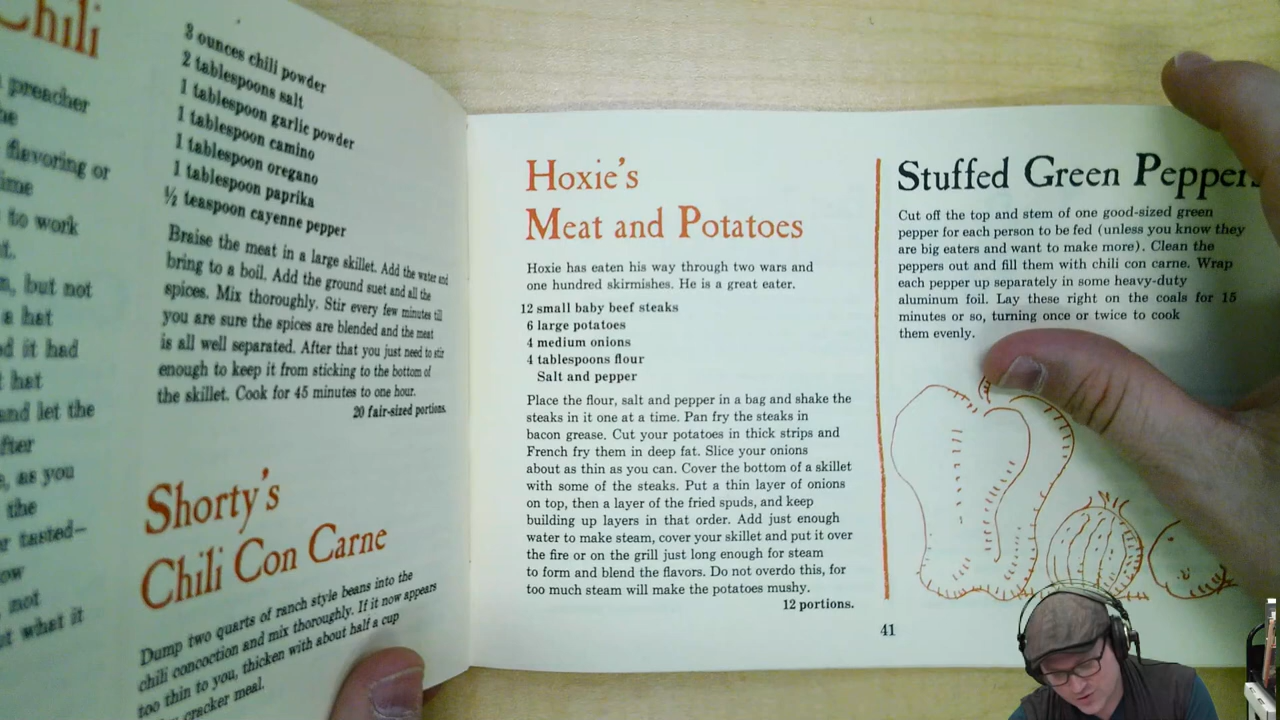 Chili
preacher
flavoring or
to work
, but not
a hat
d it had
hat
and let the
, as you
the
tasted—
not
t what it
3 ounces chili powder
2 tablespoons salt
1 tablespoon garlic powder
1 tablespoon camino
1 tablespoon oregano
1 tablespoon paprika
½ teaspoon cayenne pepper
Braise the meat in a large skillet. Add the water and
bring to a boil. Add the ground suet and all the
spices. Mix thoroughly. Stir every few minutes till
you are sure the spices are blended and the meat
is all well separated. After that you just need to stir
enough to keep it from sticking to the bottom of
the skillet. Cook for 45 minutes to one hour.
20 fair-sized portions.
Shorty's
Chili Con Carne
Dump two quarts of ranch style beans into the
chili concoction and mix thoroughly. If it now appears
too thin to you, thicken with about half a cup
cracker meal.
Hoxie's
Meat and Potatoes
Hoxie has eaten his way through two wars and
one hundred skirmishes. He is a great eater.
12 small baby beef steaks
6 large potatoes
4 medium onions
4 tablespoons flour
Salt and pepper
Place the flour, salt and pepper in a bag and shake the
steaks in it one at a time. Pan fry the steaks in
bacon grease. Cut your potatoes in thick strips and
French fry them in deep fat. Slice your onions
about as thin as you can. Cover the bottom of a skillet
with some of the steaks. Put a thin layer of onions
on top, then a layer of the fried spuds, and keep
building up layers in that order. Add just enough
water to make steam, cover your skillet and put it over
the fire or on the grill just long enough for steam
to form and blend the flavors. Do not overdo this, for
too much steam will make the potatoes mushy.
12 portions.
41
Stuffed Green Peppers
Cut off the top and stem of one good-sized green
pepper for each person to be fed (unless you know they
are big eaters and want to make more). Clean the
peppers out and fill them with chili con carne. Wrap
each pepper up separately in some heavy-duty
aluminum foil. Lay these right on the coals for 15
minutes or so, turning once or twice to cook
them evenly.